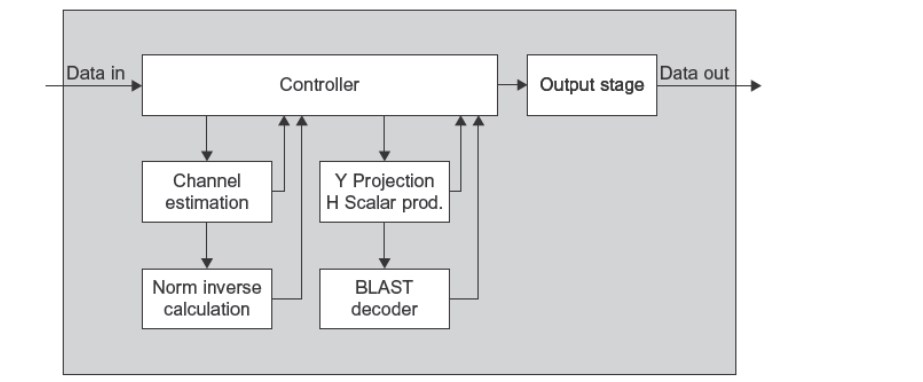 Data in
Controller
Output stage
Data out
Channel
estimation
Y Projection
H Scalar prod.
Norm inverse
calculation
BLAST
decoder